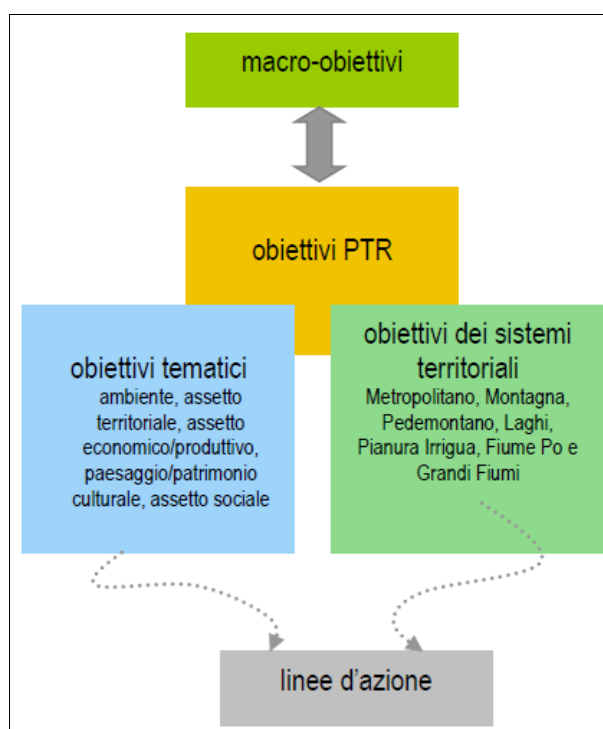 macro-obiettivi
obiettivi PTR
obiettivi tematici
ambiente, assetto
territoriale, assetto
economico/produttivo,
paesaggio/patrimonio
culturale, assetto sociale
obiettivi dei sistemi
territoriali
Metropolitano, Montagna,
Pedemontano, Laghi,
Pianura Irrigua, Fiume Po e
Grandi Fiumi
linee d'azione